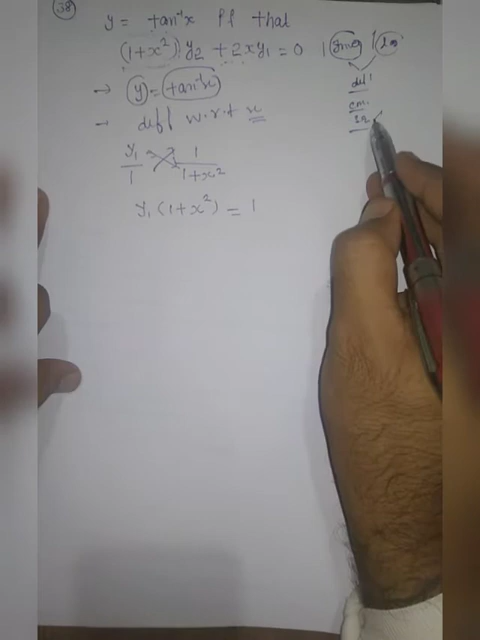 38
y = tan⁻¹x Pf that
(1+x²) y₂ + 2xy₁ = 0
→ y = tan⁻¹x
→ diff w.r.t x
y₁/1 = 1/(1+x²)
y₁ (1+x²) = 1